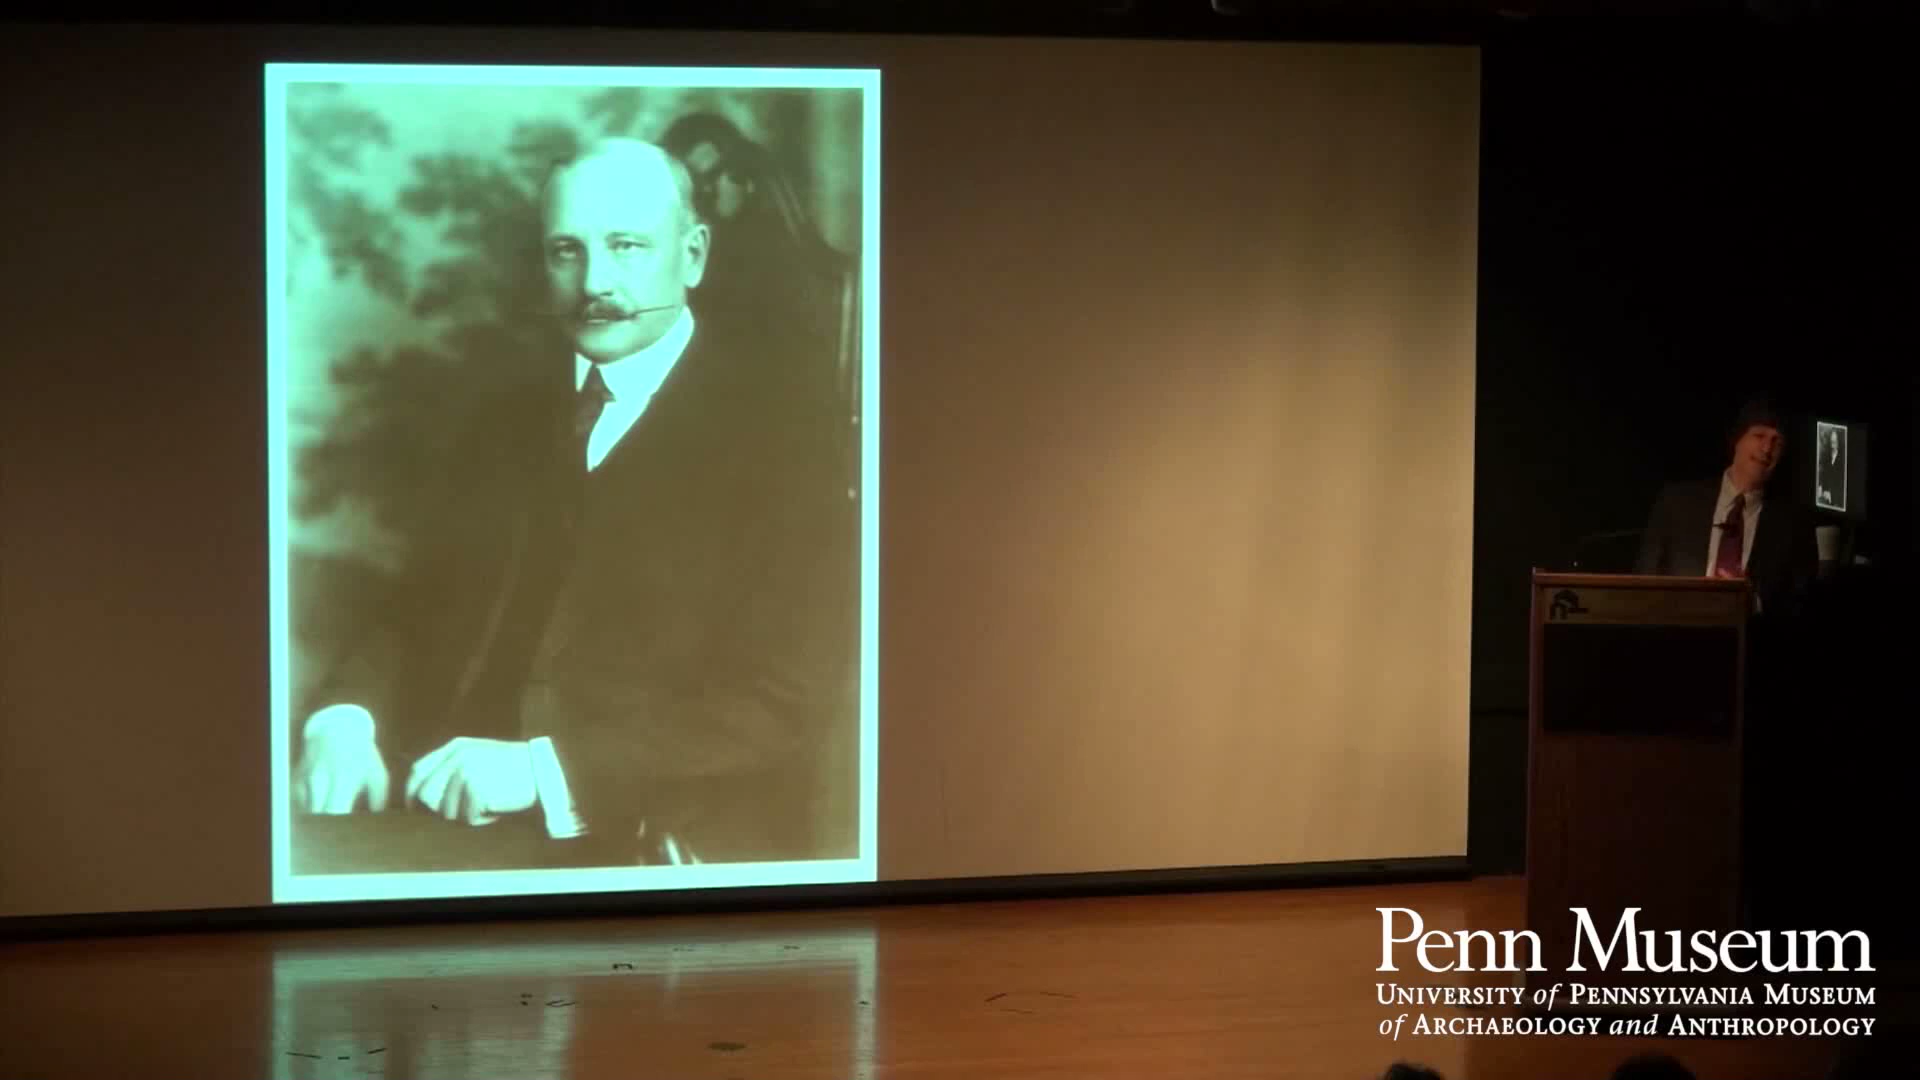 Penn Museum
UNIVERSITY of PENNSYLVANIA MUSEUM
of ARCHAEOLOGY and ANTHROPOLOGY